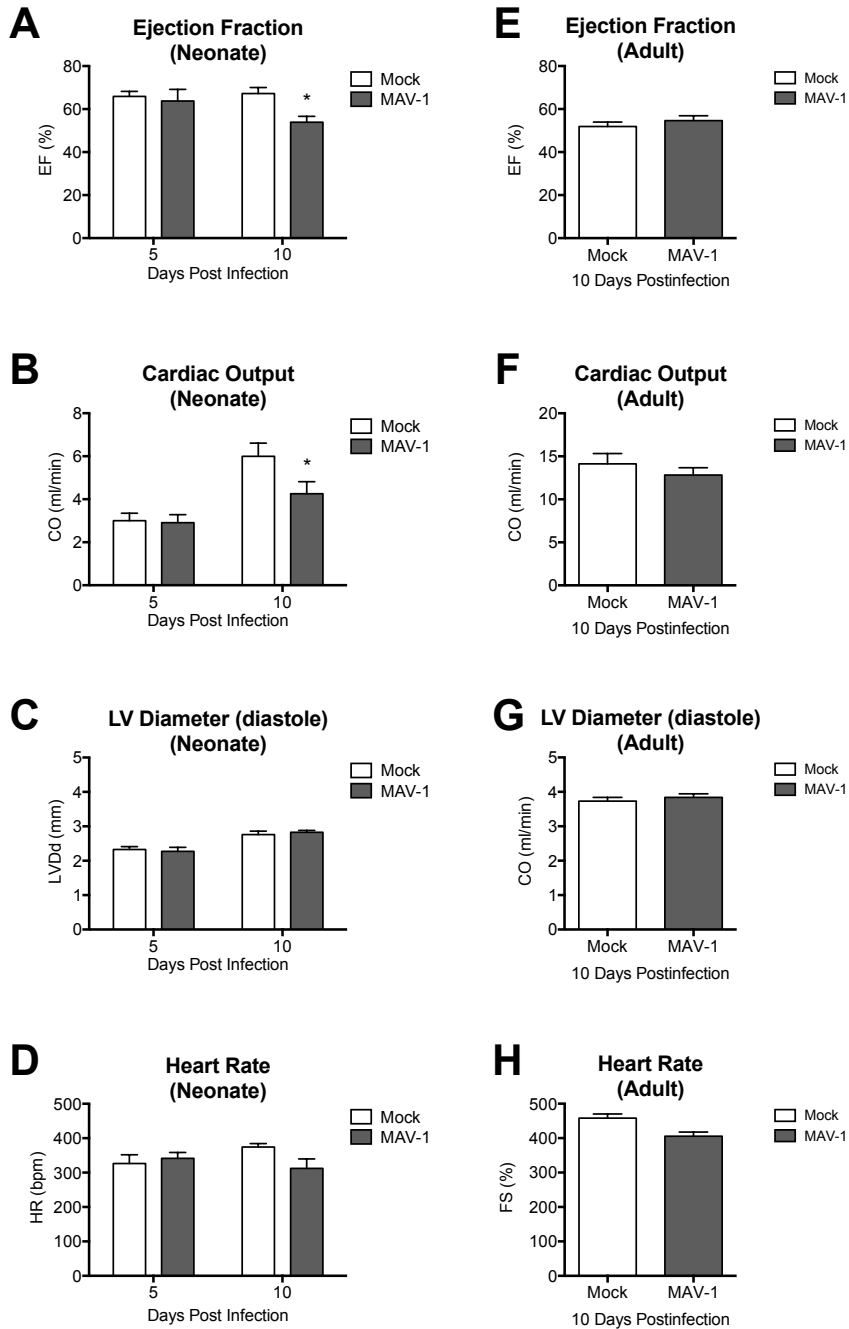 A
Ejection Fraction
(Neonate)
80
60
40
20
0
EF (%)
*
5
10
Days Post Infection
Mock
MAV-1
E
Ejection Fraction
(Adult)
80
60
40
20
0
EF (%)
Mock
MAV-1
10 Days Postinfection
Mock
MAV-1
B
Cardiac Output
(Neonate)
8
6
4
2
0
CO (ml/min)
*
5
10
Days Post Infection
Mock
MAV-1
F
Cardiac Output
(Adult)
20
15
10
5
0
CO (ml/min)
Mock
MAV-1
10 Days Postinfection
Mock
MAV-1
C
LV Diameter (diastole)
(Neonate)
5
4
3
2
1
0
LVDd (mm)
5
10
Days Post Infection
Mock
MAV-1
G
LV Diameter (diastole)
(Adult)
5
4
3
2
1
0
CO (ml/min)
Mock
MAV-1
10 Days Postinfection
Mock
MAV-1
D
Heart Rate
(Neonate)
500
400
300
200
100
0
HR (bpm)
5
10
Days Post Infection
Mock
MAV-1
H
Heart Rate
(Adult)
500
400
300
200
100
0
FS (%)
Mock
MAV-1
10 Days Postinfection
Mock
MAV-1